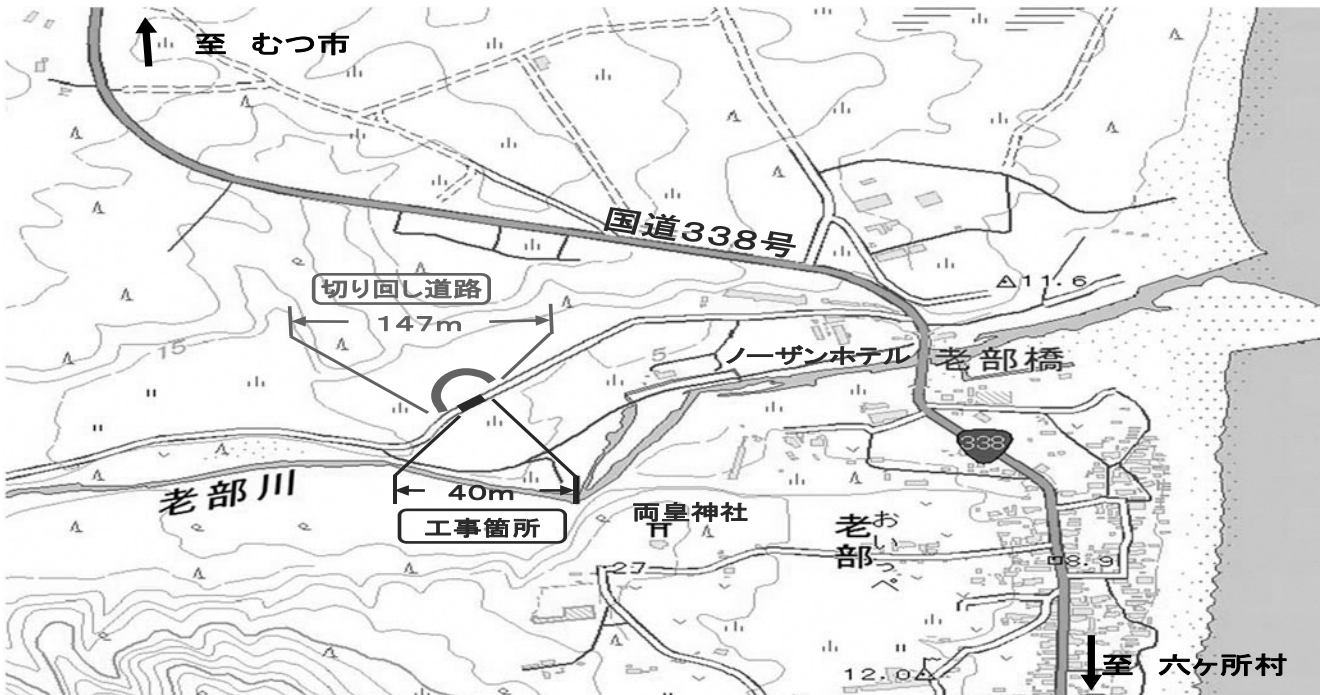 至 むつ市
国道338号
11.6
切り回し道路
147m
15
5
ノーザンホテル
老部橋
338
老部川
40m
工事箇所
両皇神社
老部
おいっぺ
27
8.9
12.0
至 六ヶ所村